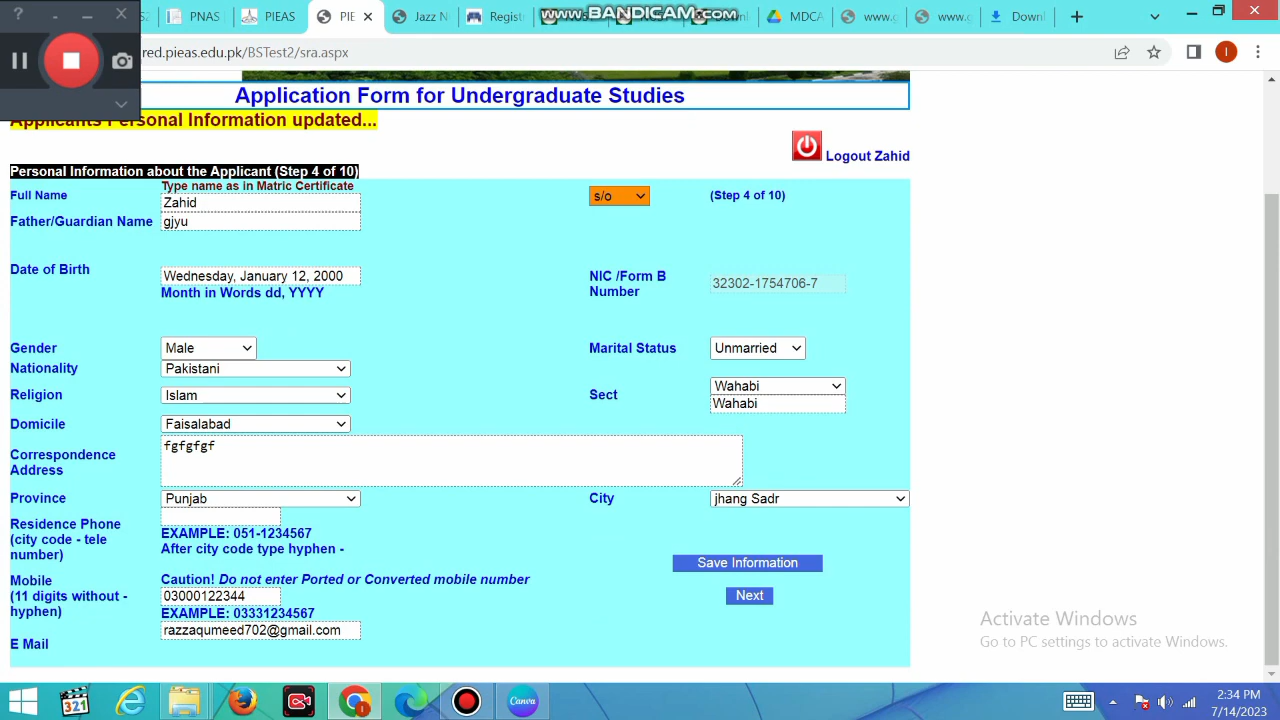 PNAS
PIEAS
PIE
Jazz N
Registr
www.BANDICAM.com
MDCA
www.g
www.g
Downl
red.pieas.edu.pk/BSTest2/sra.aspx
I
Application Form for Undergraduate Studies
Applicants Personal Information updated...
Logout Zahid
Personal Information about the Applicant (Step 4 of 10)
Type name as in Matric Certificate
Full Name Zahid s/o (Step 4 of 10)
Father/Guardian Name gjyu
Date of Birth Wednesday, January 12, 2000 NIC /Form B Number 32302-1754706-7
Month in Words dd, YYYY
Gender Male Marital Status Unmarried
Nationality Pakistani
Religion Islam Sect Wahabi
Wahabi
Domicile Faisalabad
Correspondence Address fgfgfgf
Province Punjab City jhang Sadr
Residence Phone
(city code - tele number)
EXAMPLE: 051-1234567
After city code type hyphen -
Save Information
Caution! Do not enter Ported or Converted mobile number
Mobile
(11 digits without - hyphen)
03000122344
Next
EXAMPLE: 03331234567
E Mail razzaqumeed702@gmail.com
Activate Windows
Go to PC settings to activate Windows.
321
Canva
2:34 PM
7/14/2023